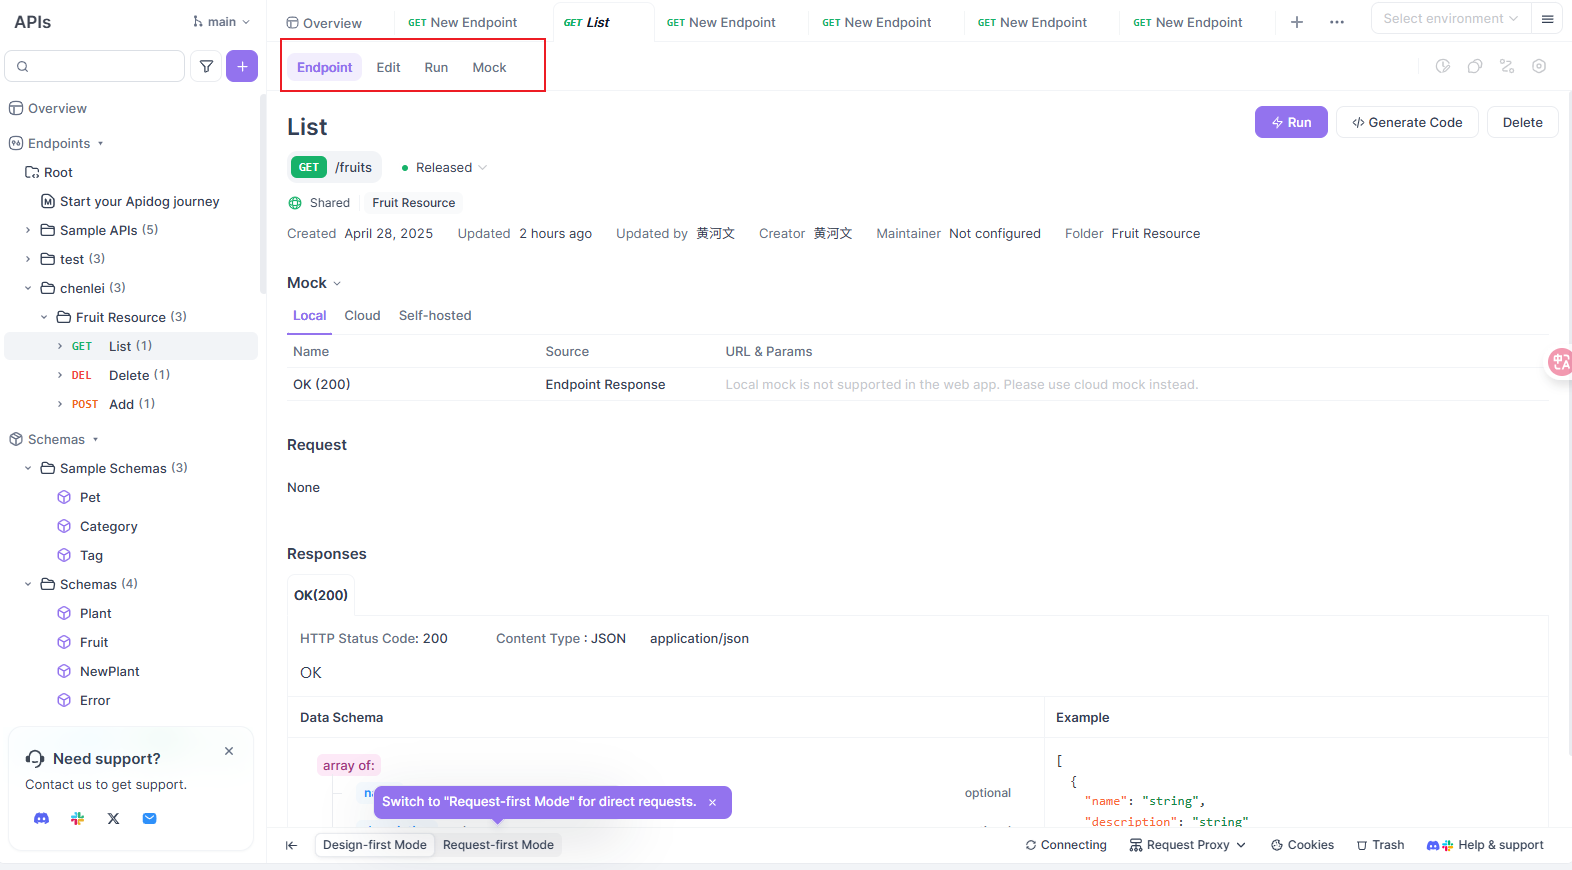 APIs
main
Overview
GET New Endpoint
GET List
GET New Endpoint
GET New Endpoint
GET New Endpoint
GET New Endpoint
Select environment
Endpoint Edit Run Mock
Overview
Endpoints
Root
Start your Apidog journey
Sample APIs (5)
test (3)
chenlei (3)
Fruit Resource (3)
GET List (1)
DEL Delete (1)
POST Add (1)
Schemas
Sample Schemas (3)
Pet
Category
Tag
Schemas (4)
Plant
Fruit
NewPlant
Error
Need support?
Contact us to get support.
List
Run
Generate Code
Delete
GET /fruits
Released
Shared
Fruit Resource
Created April 28, 2025 Updated 2 hours ago Updated by 黄河文 Creator 黄河文 Maintainer Not configured Folder Fruit Resource
Mock
Local Cloud Self-hosted
Name Source URL & Params
OK (200) Endpoint Response Local mock is not supported in the web app. Please use cloud mock instead.
Request
None
Responses
OK(200)
HTTP Status Code: 200 Content Type : JSON application/json
OK
Data Schema
Example
array of:
optional
[
{
"name": "string",
"description": "string"
Switch to "Request-first Mode" for direct requests.
Design-first Mode Request-first Mode
Connecting
Request Proxy
Cookies
Trash
Help & support